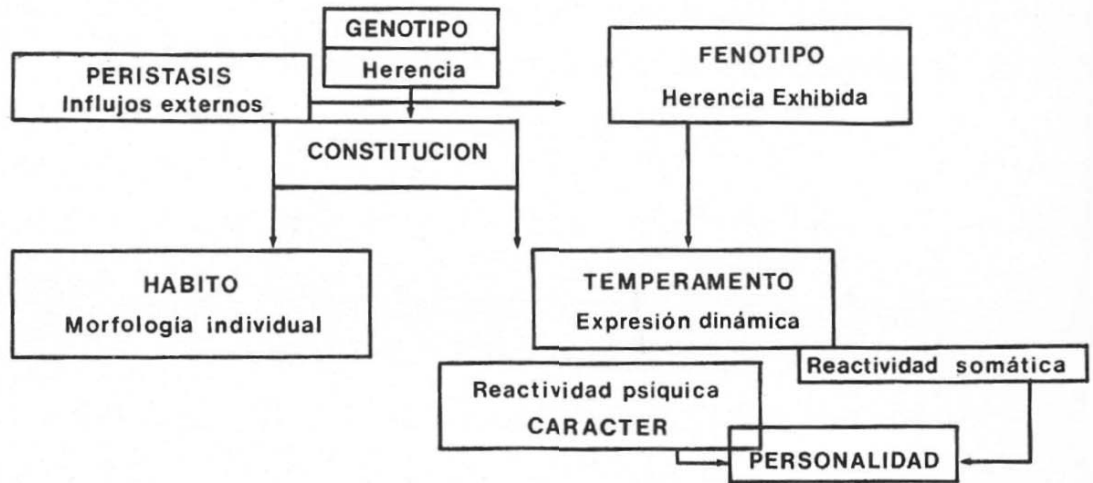 GENOTIPO
Herencia
PERISTASIS
Influjos externos
FENOTIPO
Herencia Exhibida
CONSTITUCION
HABITO
Morfología individual
TEMPERAMENTO
Expresión dinámica
Reactividad somática
Reactividad psíquica
CARACTER
PERSONALIDAD